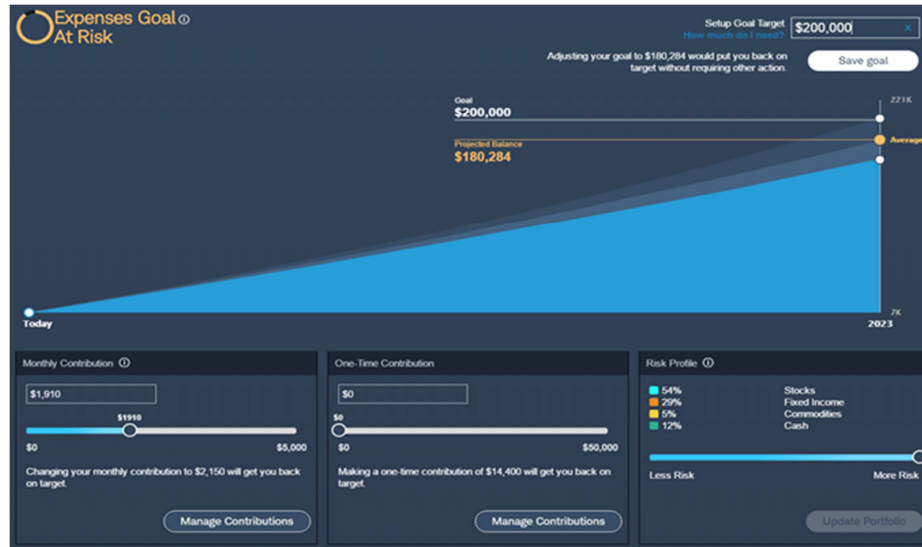 Expenses Goal
At Risk
Setup Goal Target
How much do I need?
$200,000
x
Adjusting your goal to $180,284 would put you back on
target without requiring other action.
Save goal
221K
Goal
$200,000
Average
Projected Balance
$180,284
7K
Today
2023
Monthly Contribution
$1,910
$1910
$0
$5,000
Changing your monthly contribution to $2,150 will get you back
on target.
Manage Contributions
One-Time Contribution
$0
$0
$0
$50,000
Making a one-time contribution of $14,400 will get you back on
target.
Manage Contributions
Risk Profile
54% Stocks
29% Fixed Income
5% Commodities
12% Cash
Less Risk
More Risk
Update Portfolio